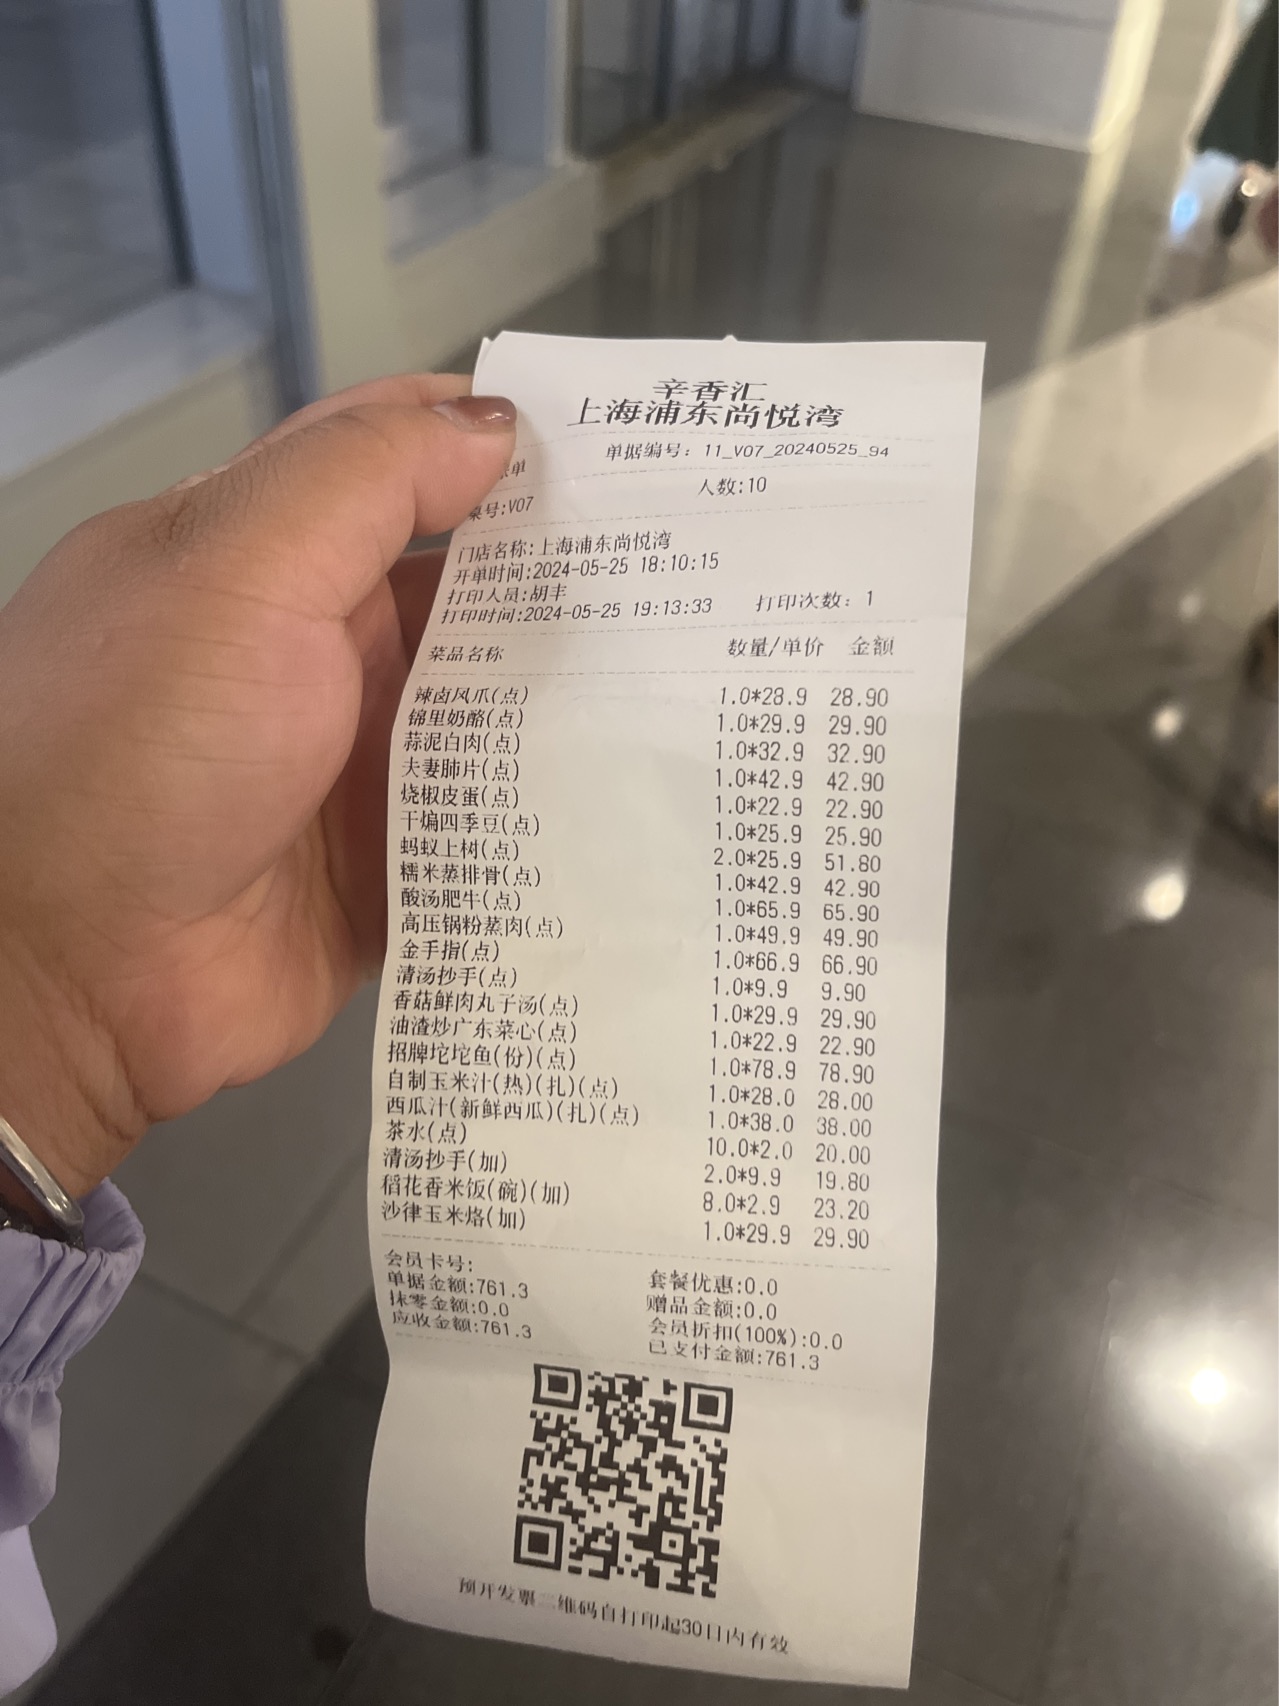 辛香汇
上海浦东尚悦湾
单 单据编号: 11_V07_20240525_94
桌号:V07 人数:10
门店名称:上海浦东尚悦湾
开单时间:2024-05-25 18:10:15
打印人员:胡丰
打印时间:2024-05-25 19:13:33 打印次数: 1
菜品名称 数量/单价 金额
辣卤凤爪(点) 1.0*28.9 28.90
锦里奶酪(点) 1.0*29.9 29.90
蒜泥白肉(点) 1.0*32.9 32.90
夫妻肺片(点) 1.0*42.9 42.90
烧椒皮蛋(点) 1.0*22.9 22.90
干煸四季豆(点) 1.0*25.9 25.90
蚂蚁上树(点) 2.0*25.9 51.80
糯米蒸排骨(点) 1.0*42.9 42.90
酸汤肥牛(点) 1.0*65.9 65.90
高压锅粉蒸肉(点) 1.0*49.9 49.90
金手指(点) 1.0*66.9 66.90
清汤抄手(点) 1.0*9.9 9.90
香菇鲜肉丸子汤(点) 1.0*29.9 29.90
油渣炒广东菜心(点) 1.0*22.9 22.90
招牌坨坨鱼(份)(点) 1.0*78.9 78.90
自制玉米汁(热)(扎)(点) 1.0*28.0 28.00
西瓜汁(新鲜西瓜)(扎)(点) 1.0*38.0 38.00
茶水(点) 10.0*2.0 20.00
清汤抄手(加) 2.0*9.9 19.80
稻花香米饭(碗)(加) 8.0*2.9 23.20
沙律玉米烙(加) 1.0*29.9 29.90
会员卡号: 套餐优惠:0.0
单据金额:761.3 赠品金额:0.0
抹零金额:0.0 会员折扣(100%):0.0
应收金额:761.3 已支付金额:761.3
预开发票二维码自打印起30日内有效